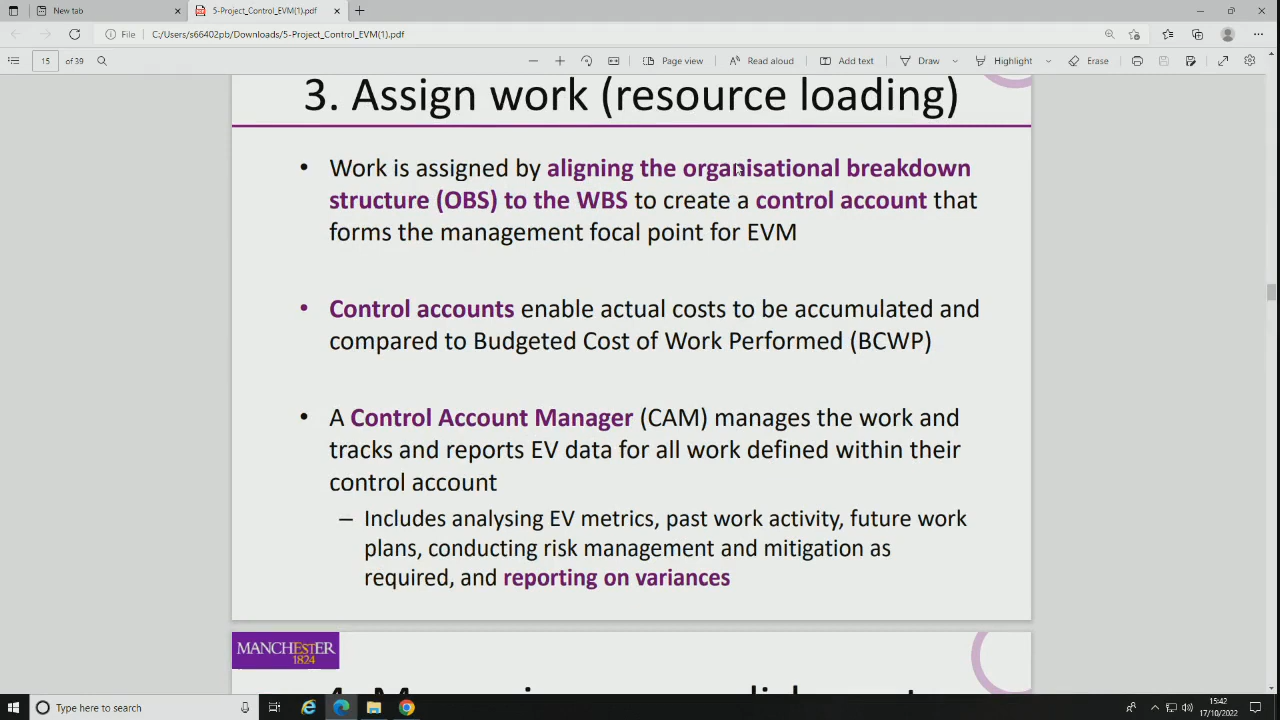 New tab
5-Project_Control_EVM(1).pdf
File
C:/Users/s66402pb/Downloads/5-Project_Control_EVM(1).pdf
15 of 39
Page view
Read aloud
Add text
Draw
Highlight
Erase
3. Assign work (resource loading)
• Work is assigned by aligning the organisational breakdown
structure (OBS) to the WBS to create a control account that
forms the management focal point for EVM
• Control accounts enable actual costs to be accumulated and
compared to Budgeted Cost of Work Performed (BCWP)
• A Control Account Manager (CAM) manages the work and
tracks and reports EV data for all work defined within their
control account
– Includes analysing EV metrics, past work activity, future work
plans, conducting risk management and mitigation as
required, and reporting on variances
MANCHESTER
1824
Type here to search
15:42
17/10/2022